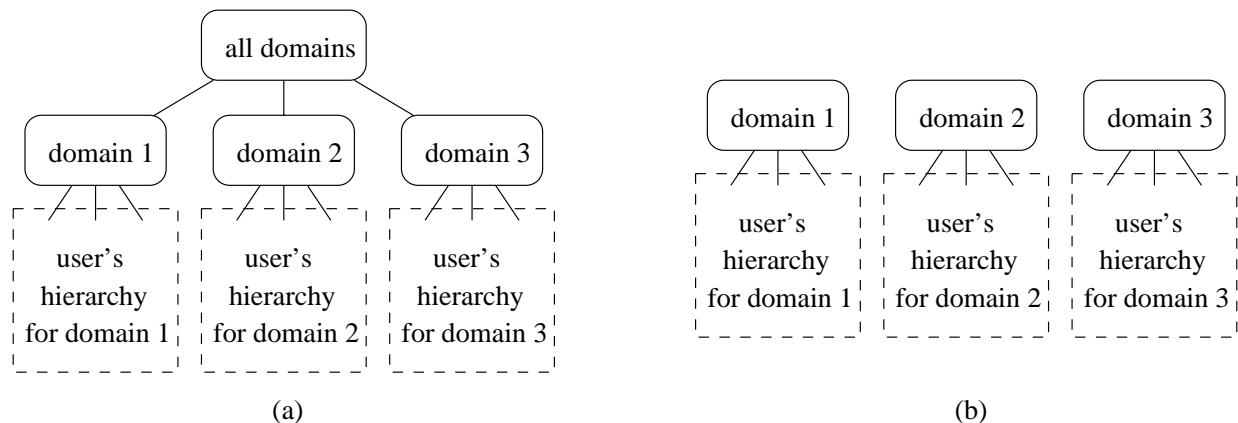 all domains
domain 1
domain 2
domain 3
user's
hierarchy
for domain 1
user's
hierarchy
for domain 2
user's
hierarchy
for domain 3
(a)
domain 1
domain 2
domain 3
user's
hierarchy
for domain 1
user's
hierarchy
for domain 2
user's
hierarchy
for domain 3
(b)